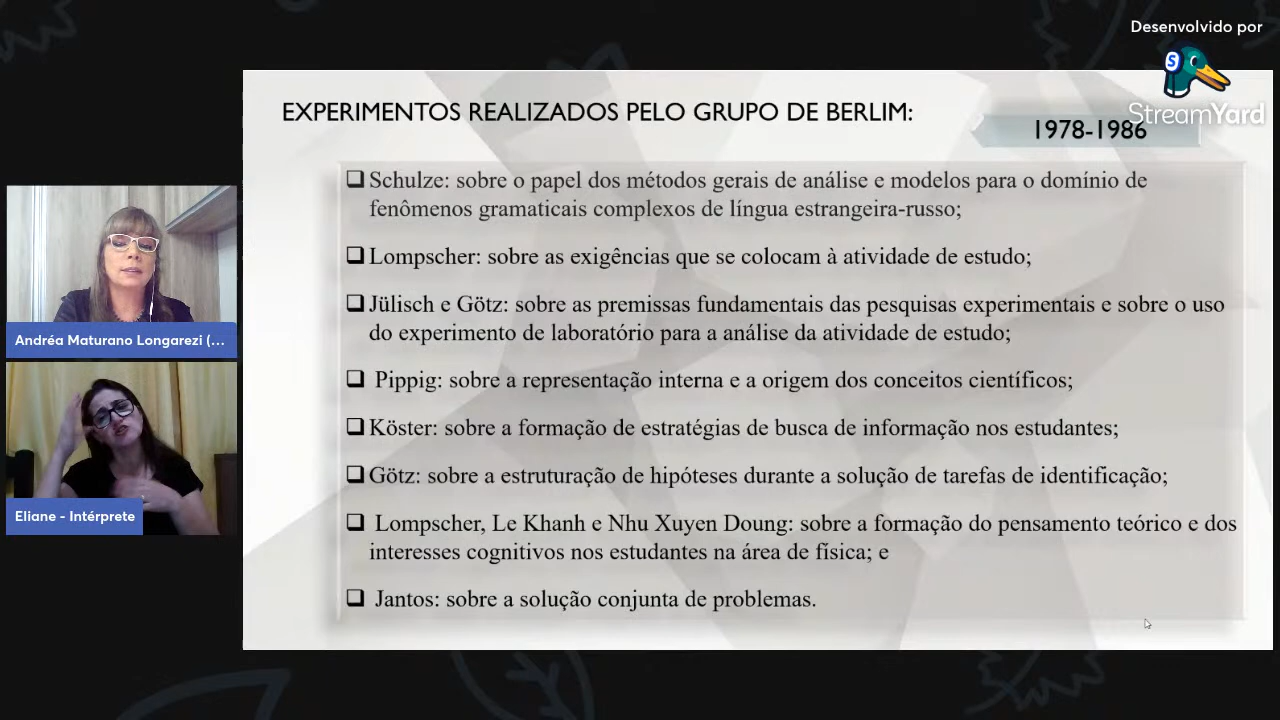 Desenvolvido por
StreamYard
EXPERIMENTOS REALIZADOS PELO GRUPO DE BERLIM:
1978-1986
Schulze: sobre o papel dos métodos gerais de análise e modelos para o domínio de
fenômenos gramaticais complexos de língua estrangeira-russo;
Lompscher: sobre as exigências que se colocam à atividade de estudo;
Jülisch e Götz: sobre as premissas fundamentais das pesquisas experimentais e sobre o uso
do experimento de laboratório para a análise da atividade de estudo;
Pippig: sobre a representação interna e a origem dos conceitos científicos;
Köster: sobre a formação de estratégias de busca de informação nos estudantes;
Götz: sobre a estruturação de hipóteses durante a solução de tarefas de identificação;
Lompscher, Le Khanh e Nhu Xuyen Doung: sobre a formação do pensamento teórico e dos
interesses cognitivos nos estudantes na área de física; e
Jantos: sobre a solução conjunta de problemas.
Andréa Maturano Longarezi (...
Eliane - Intérprete